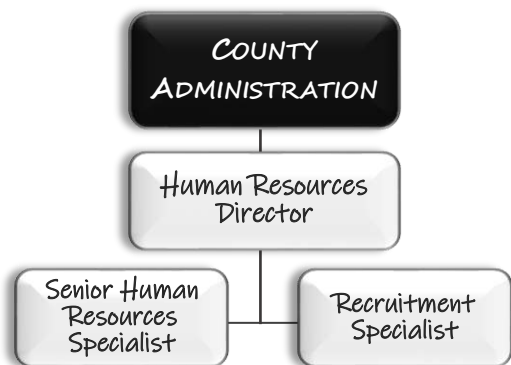 COUNTY
ADMINISTRATION
Human Resources
Director
Senior Human
Resources
Specialist
Recruitment
Specialist